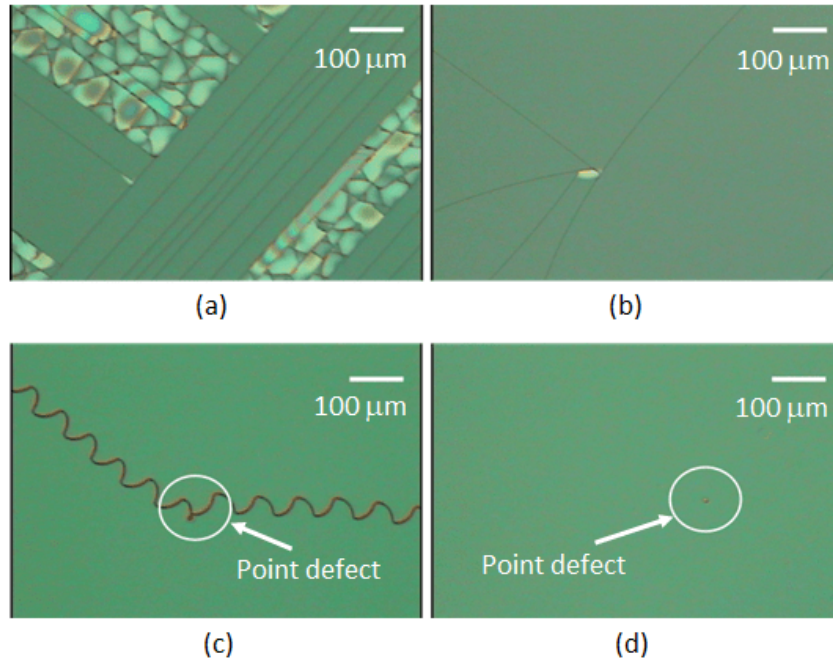 100 μm
100 μm
(a)
(b)
100 μm
100 μm
Point defect
Point defect
(c)
(d)